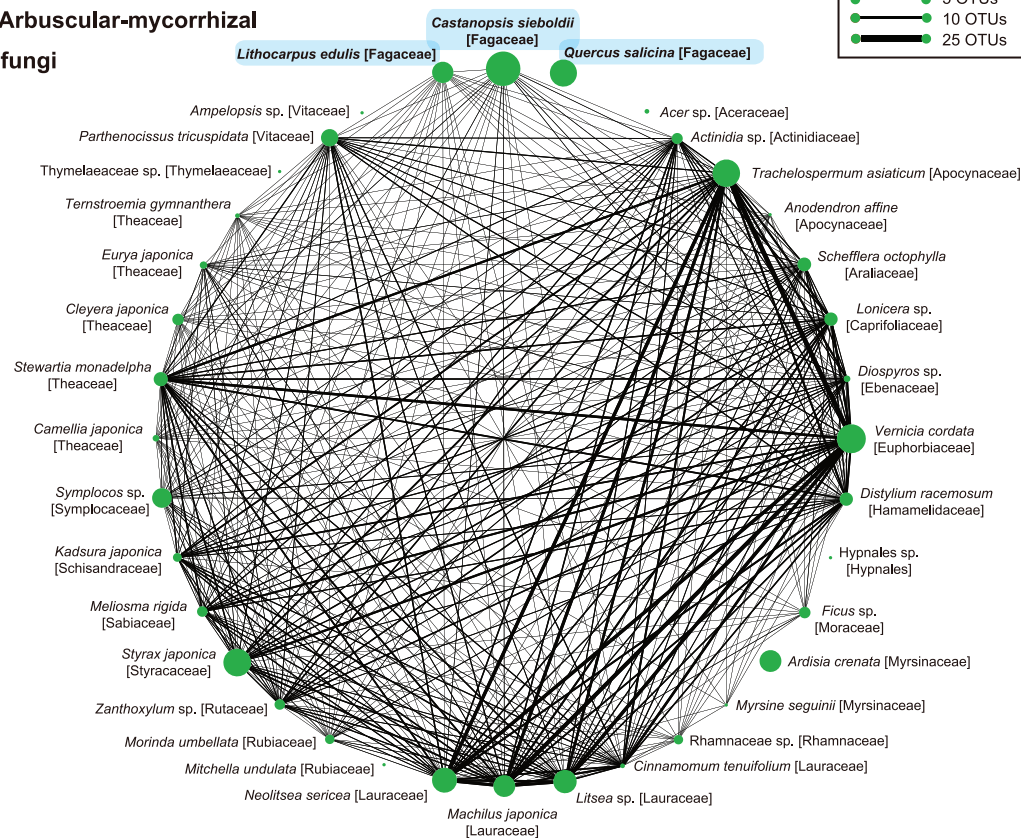 Arbuscular-mycorrhizal
fungi
10 OTUs
25 OTUs
Castanopsis sieboldii
[Fagaceae]
Lithocarpus edulis [Fagaceae]
Quercus salicina [Fagaceae]
Ampelopsis sp. [Vitaceae]
Acer sp. [Aceraceae]
Parthenocissus tricuspidata [Vitaceae]
Actinidia sp. [Actinidiaceae]
Thymelaeaceae sp. [Thymelaeaceae]
Trachelospermum asiaticum [Apocynaceae]
Ternstroemia gymnanthera
[Theaceae]
Anodendron affine
[Apocynaceae]
Eurya japonica
[Theaceae]
Schefflera octophylla
[Araliaceae]
Cleyera japonica
[Theaceae]
Lonicera sp.
[Caprifoliaceae]
Stewartia monadelpha
[Theaceae]
Diospyros sp.
[Ebenaceae]
Camellia japonica
[Theaceae]
Vernicia cordata
[Euphorbiaceae]
Symplocos sp.
[Symplocaceae]
Distylium racemosum
[Hamamelidaceae]
Kadsura japonica
[Schisandraceae]
Hypnales sp.
[Hypnales]
Meliosma rigida
[Sabiaceae]
Ficus sp.
[Moraceae]
Styrax japonica
[Styracaceae]
Ardisia crenata [Myrsinaceae]
Zanthoxylum sp. [Rutaceae]
Myrsine seguinii [Myrsinaceae]
Morinda umbellata [Rubiaceae]
Rhamnaceae sp. [Rhamnaceae]
Mitchella undulata [Rubiaceae]
Cinnamomum tenuifolium [Lauraceae]
Neolitsea sericea [Lauraceae]
Litsea sp. [Lauraceae]
Machilus japonica
[Lauraceae]